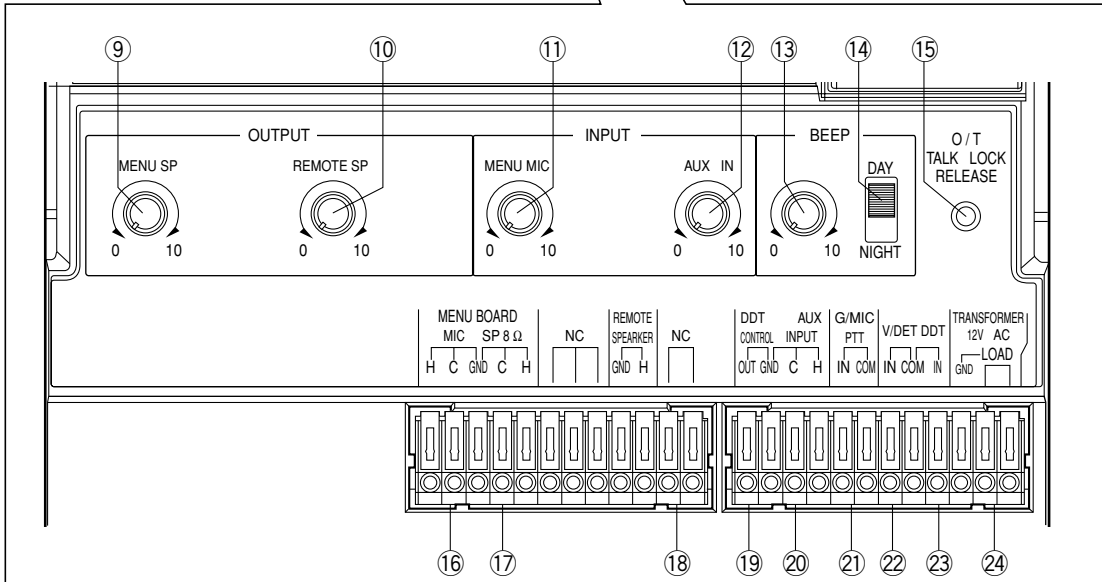 ⑨ ⑩ ⑪ ⑫ ⑬ ⑭ ⑮
OUTPUT INPUT BEEP
O / T
TALK LOCK
RELEASE
MENU SP REMOTE SP MENU MIC AUX IN DAY
0 10 0 10 0 10 0 10 0 10 NIGHT
MENU BOARD REMOTE DDT AUX G/MIC TRANSFORMER
MIC SP 8 Ω NC SPEARKER NC CONTROL INPUT PTT V/DET DDT 12V AC
LOAD
H C GND C H GND H OUT GND C H IN COM IN COM IN GND
⑯ ⑰ ⑱ ⑲ ⑳ ㉑ ㉒ ㉓ ㉔